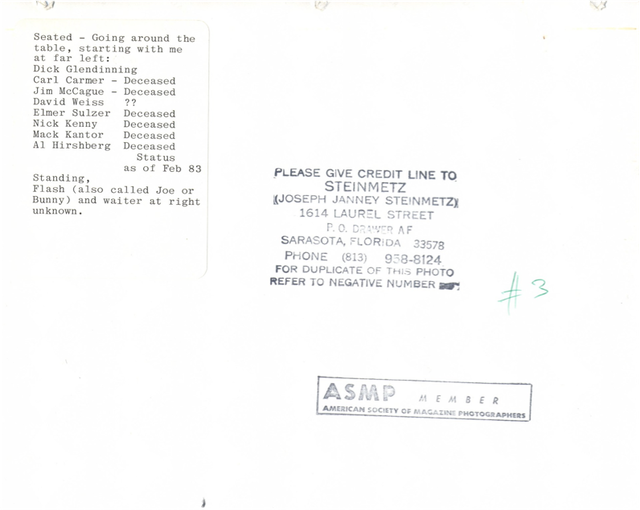 Seated - Going around the
table, starting with me
at far left:
Dick Glendinning
Carl Carmer - Deceased
Jim McCague - Deceased
David Weiss ??
Elmer Sulzer Deceased
Nick Kenny Deceased
Mack Kantor Deceased
Al Hirshberg Deceased
Status
as of Feb 83
Standing,
Flash (also called Joe or
Bunny) and waiter at right
unknown.
PLEASE GIVE CREDIT LINE TO
STEINMETZ
(JOSEPH JANNEY STEINMETZ)
1614 LAUREL STREET
P. O. DRAWER AF
SARASOTA, FLORIDA 33578
PHONE (813) 958-8124
FOR DUPLICATE OF THIS PHOTO
REFER TO NEGATIVE NUMBER
#3
ASMP MEMBER
AMERICAN SOCIETY OF MAGAZINE PHOTOGRAPHERS